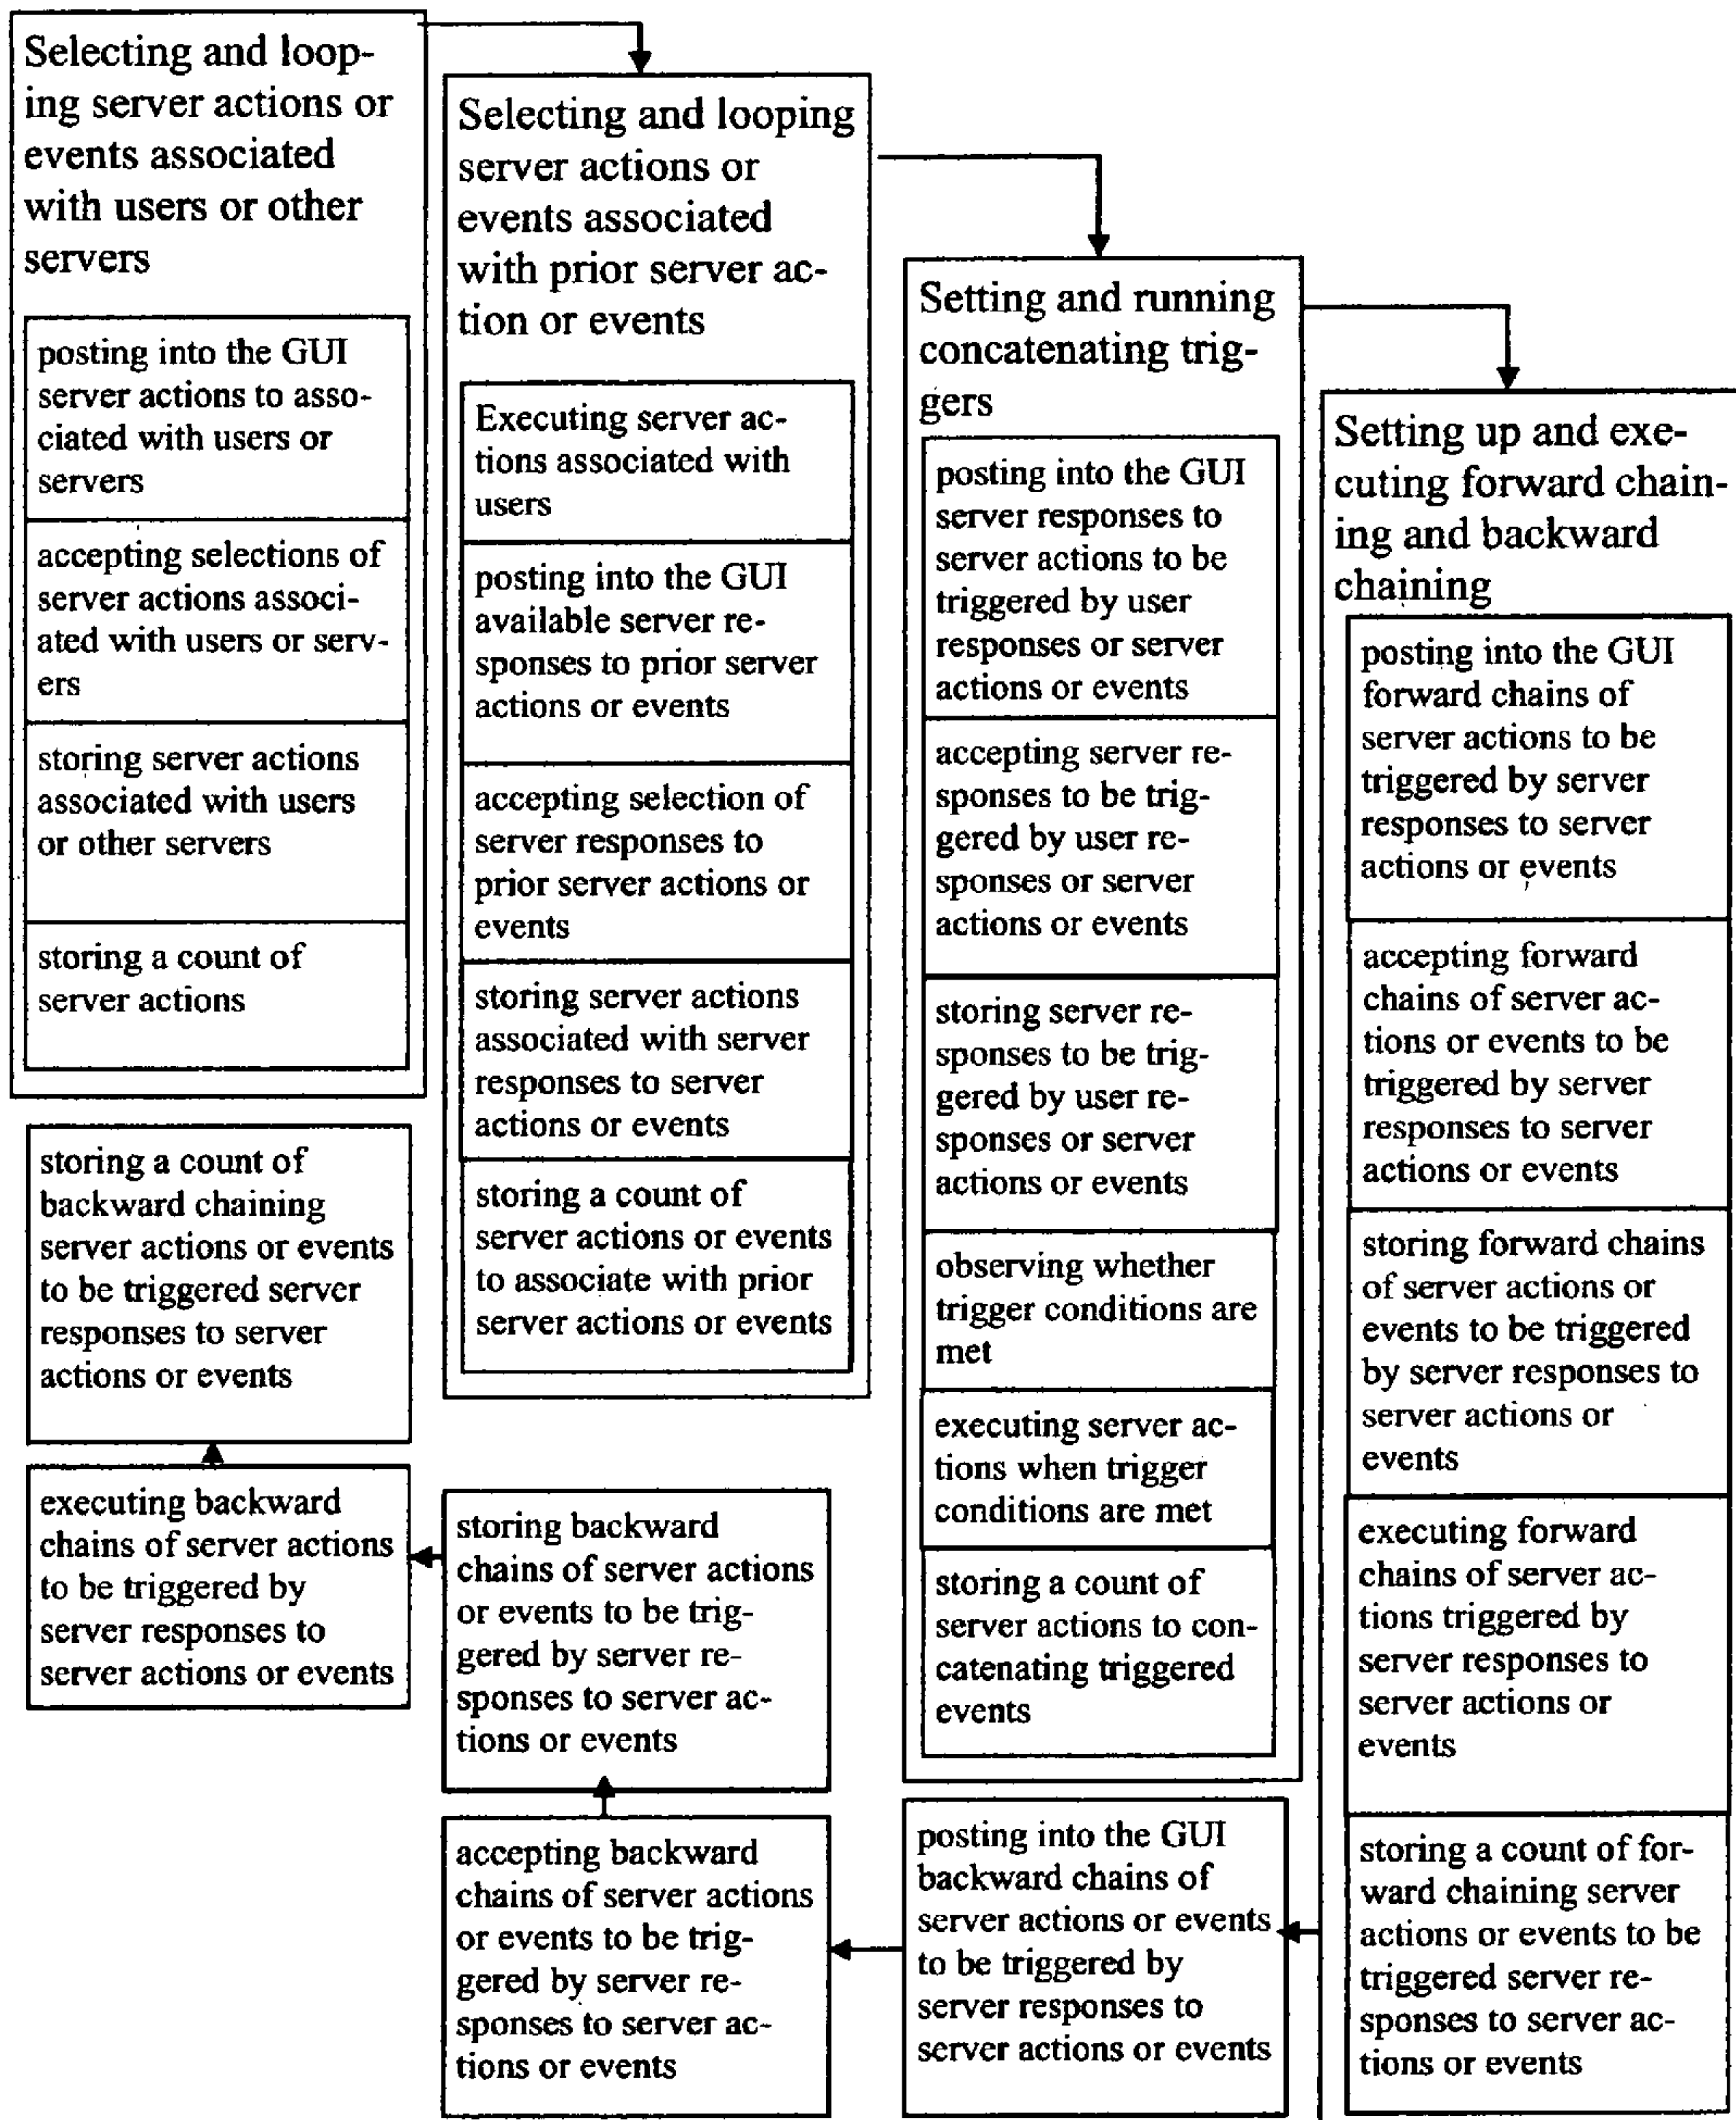 Selecting and loop-
ing server actions or
events associated
with users or other
servers
posting into the GUI
server actions to asso-
ciated with users or
servers
accepting selections of
server actions associ-
ated with users or serv-
ers
storing server actions
associated with users
or other servers
storing a count of
server actions
Selecting and looping
server actions or
events associated
with prior server ac-
tion or events
Executing server ac-
tions associated with
users
posting into the GUI
available server re-
sponses to prior server
actions or events
accepting selection of
server responses to
prior server actions or
events
storing server actions
associated with server
responses to server
actions or events
storing a count of
server actions or events
to associate with prior
server actions or events
Setting and running
concatenating trig-
gers
posting into the GUI
server responses to
server actions to be
triggered by user
responses or server
actions or events
accepting server re-
sponses to be trig-
gered by user re-
sponses or server
actions or events
storing server re-
sponses to be trig-
gered by user re-
sponses or server
actions or events
observing whether
trigger conditions are
met
executing server ac-
tions when trigger
conditions are met
storing a count of
server actions to con-
catenating triggered
events
Setting up and exe-
cuting forward chain-
ing and backward
chaining
posting into the GUI
forward chains of
server actions to be
triggered by server
responses to server
actions or events
accepting forward
chains of server ac-
tions or events to be
triggered by server
responses to server
actions or events
storing forward chains
of server actions or
events to be triggered
by server responses to
server actions or
events
executing forward
chains of server ac-
tions triggered by
server responses to
server actions or
events
storing a count of for-
ward chaining server
actions or events to be
triggered server re-
sponses to server ac-
tions or events
posting into the GUI
backward chains of
server actions or events
to be triggered by
server responses to
server actions or events
accepting backward
chains of server actions
or events to be trig-
gered by server re-
sponses to server ac-
tions or events
storing backward
chains of server actions
or events to be trig-
gered by server re-
sponses to server ac-
tions or events
executing backward
chains of server actions
to be triggered by
server responses to
server actions or events
storing a count of
backward chaining
server actions or events
to be triggered server
responses to server
actions or events